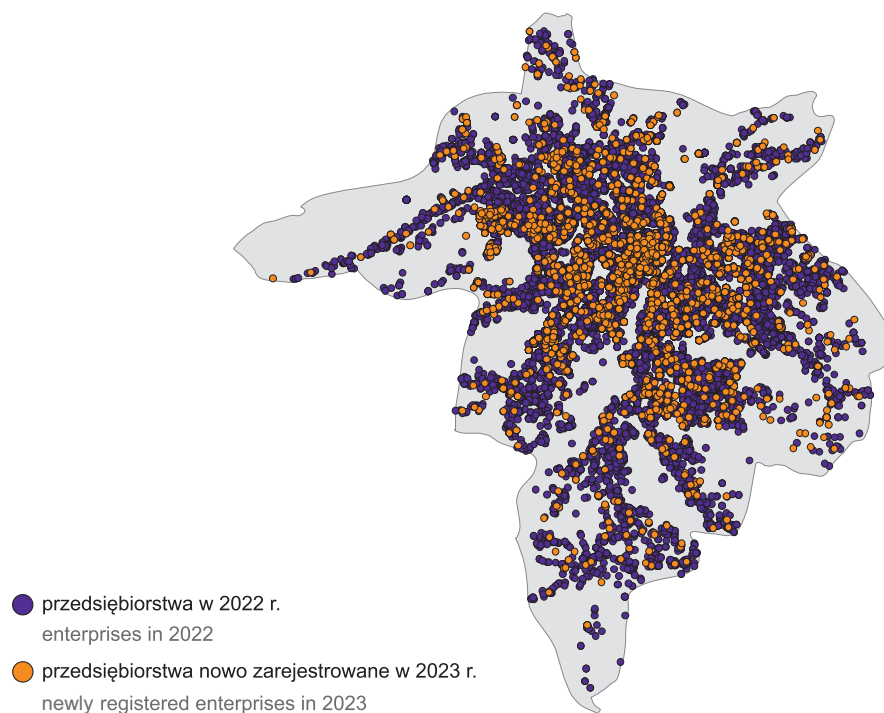 przedsiębiorstwa w 2022 r.
enterprises in 2022
przedsiębiorstwa nowo zarejestrowane w 2023 r.
newly registered enterprises in 2023